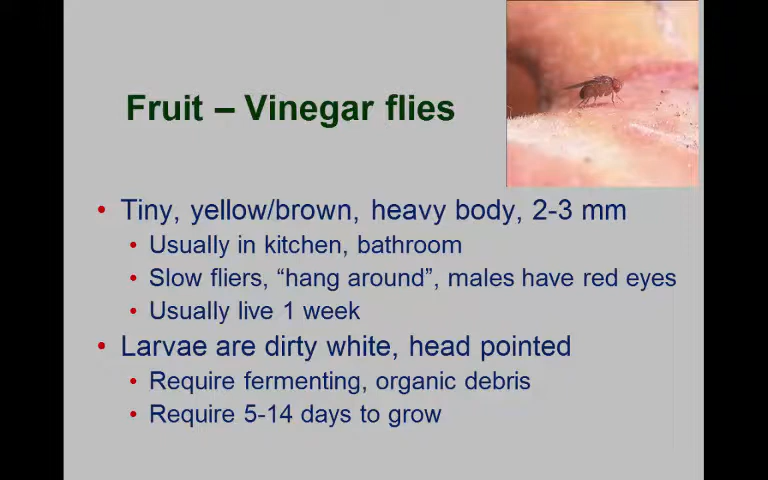 Fruit – Vinegar flies
• Tiny, yellow/brown, heavy body, 2-3 mm
• Usually in kitchen, bathroom
• Slow fliers, “hang around”, males have red eyes
• Usually live 1 week
• Larvae are dirty white, head pointed
• Require fermenting, organic debris
• Require 5-14 days to grow